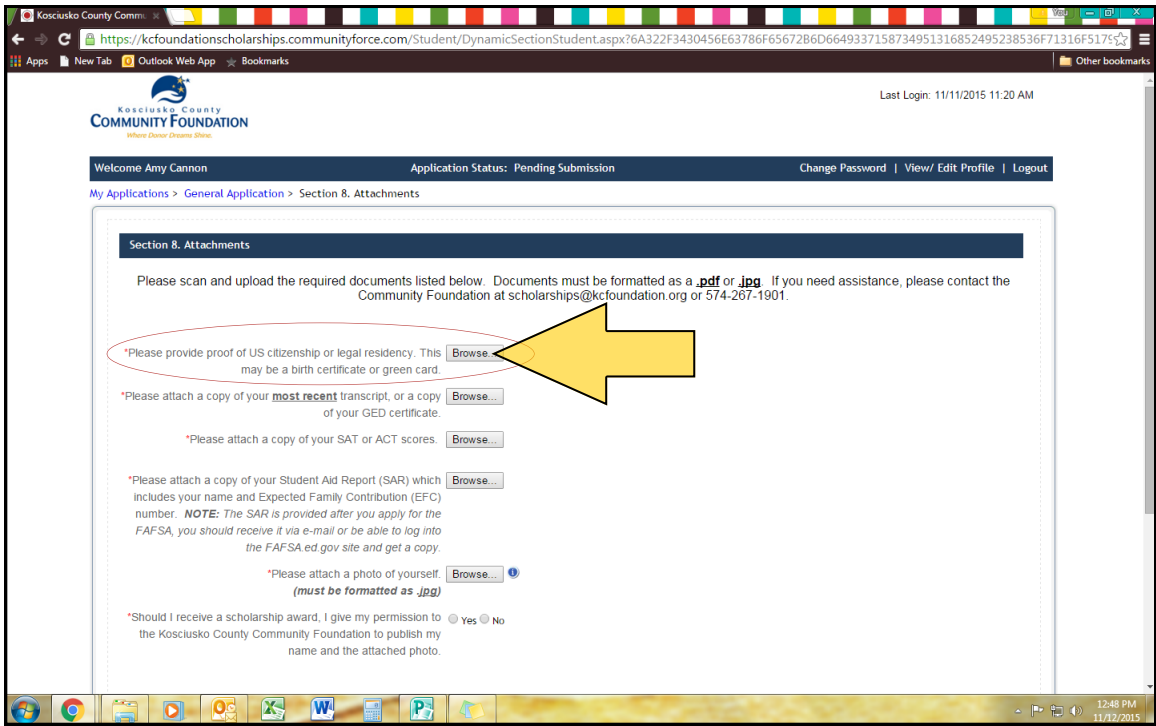 Kosciusko County Commu
You
https://kcfoundationscholarships.communityforce.com/Student/DynamicSectionStudent.aspx?
Apps New Tab Outlook Web App Bookmarks Other bookmarks
Kosciusko County
COMMUNITY FOUNDATION
Where Donor Dreams Shine.
Last Login: 11/11/2015 11:20 AM
Welcome Amy Cannon Application Status: Pending Submission Change Password | View/ Edit Profile | Logout
My Applications > General Application > Section 8. Attachments
Section 8. Attachments
Please scan and upload the required documents listed below. Documents must be formatted as a .pdf or .jpg. If you need assistance, please contact the
Community Foundation at scholarships@kcfoundation.org or 574-267-1901.
*Please provide proof of US citizenship or legal residency. This Browse...
may be a birth certificate or green card.
*Please attach a copy of your most recent transcript, or a copy Browse...
of your GED certificate.
*Please attach a copy of your SAT or ACT scores. Browse...
*Please attach a copy of your Student Aid Report (SAR) which Browse...
includes your name and Expected Family Contribution (EFC)
number. NOTE: The SAR is provided after you apply for the
FAFSA, you should receive it via e-mail or be able to log into
the FAFSA.ed.gov site and get a copy.
*Please attach a photo of yourself. Browse...
(must be formatted as .jpg)
*Should I receive a scholarship award, I give my permission to Yes No
the Kosciusko County Community Foundation to publish my
name and the attached photo.
12:48 PM
11/12/2015